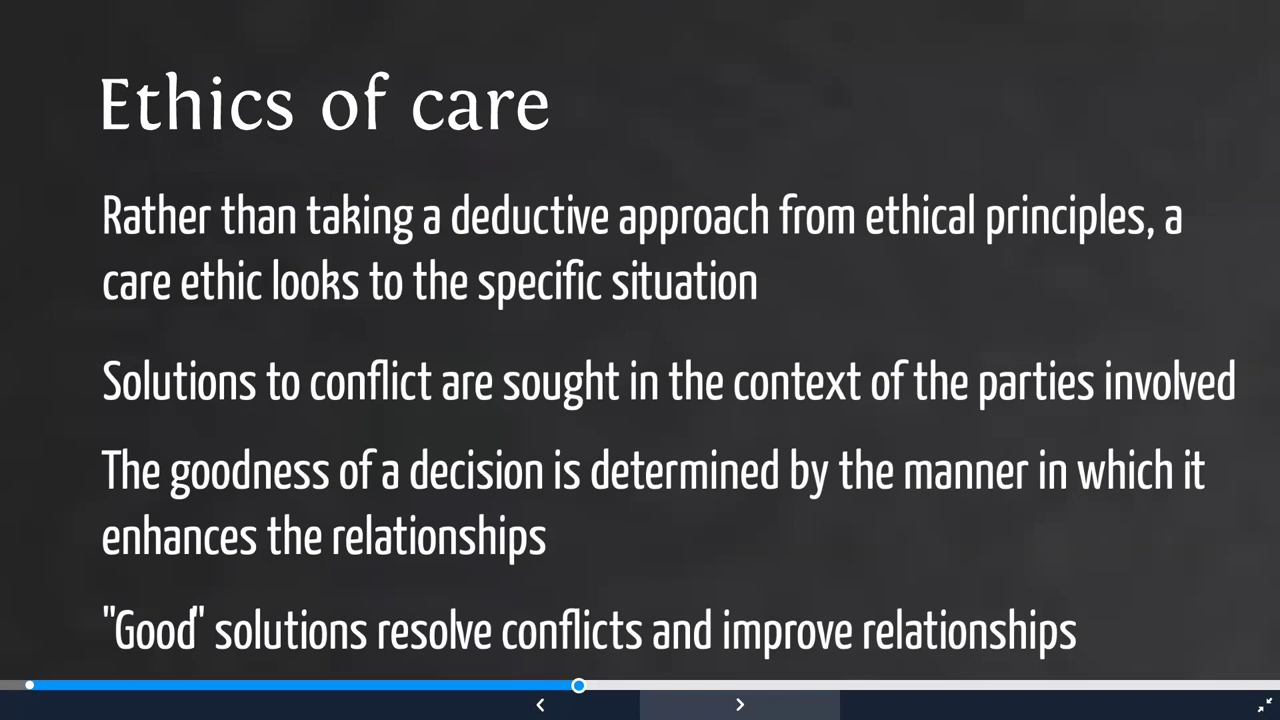 Ethics of care
Rather than taking a deductive approach from ethical principles, a
care ethic looks to the specific situation
Solutions to conflict are sought in the context of the parties involved
The goodness of a decision is determined by the manner in which it
enhances the relationships
"Good" solutions resolve conflicts and improve relationships